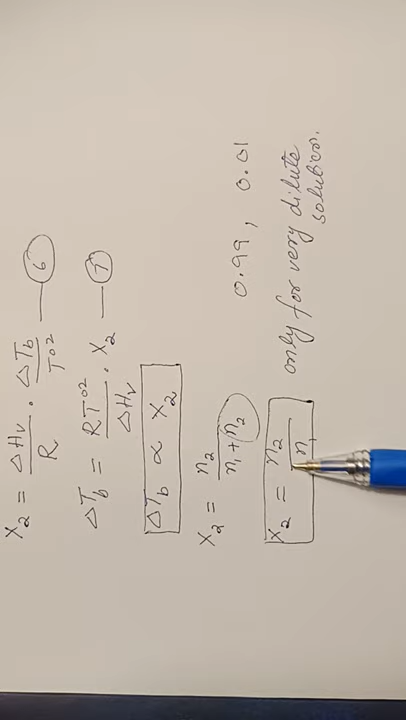 X₂ = ΔHv/R · ΔTb/T°² — (6)
ΔTb = RT°²/ΔHv · X₂ — (7)
ΔTb ∝ X₂
X₂ = n₂/(n₁+n₂) 0.99, 0.01
X₂ = n₂/n₁ only for very dilute
solution.